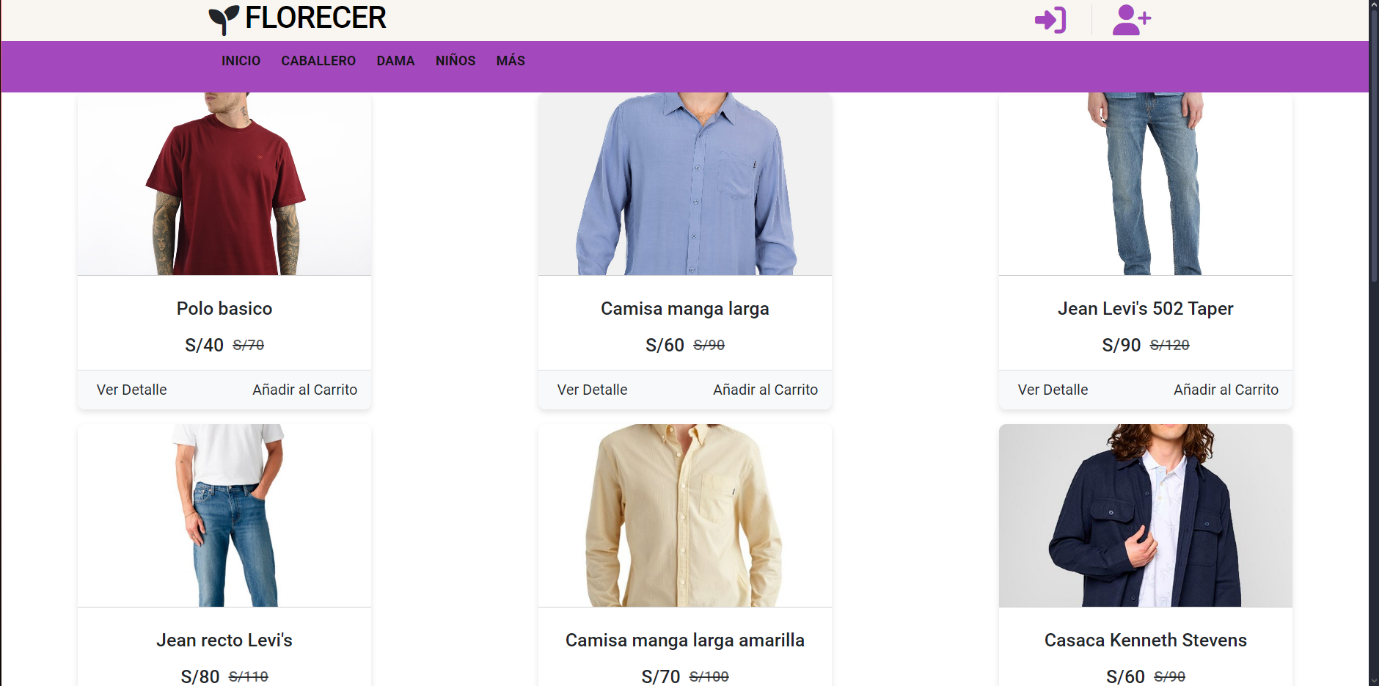 FLORECER
INICIO CABALLERO DAMA NIÑOS MÁS
Polo basico
S/40 S/70
Ver Detalle Añadir al Carrito
Camisa manga larga
S/60 S/90
Ver Detalle Añadir al Carrito
Jean Levi's 502 Taper
S/90 S/120
Ver Detalle Añadir al Carrito
Jean recto Levi's
S/80 S/110
Camisa manga larga amarilla
S/70 S/100
Casaca Kenneth Stevens
S/60 S/90